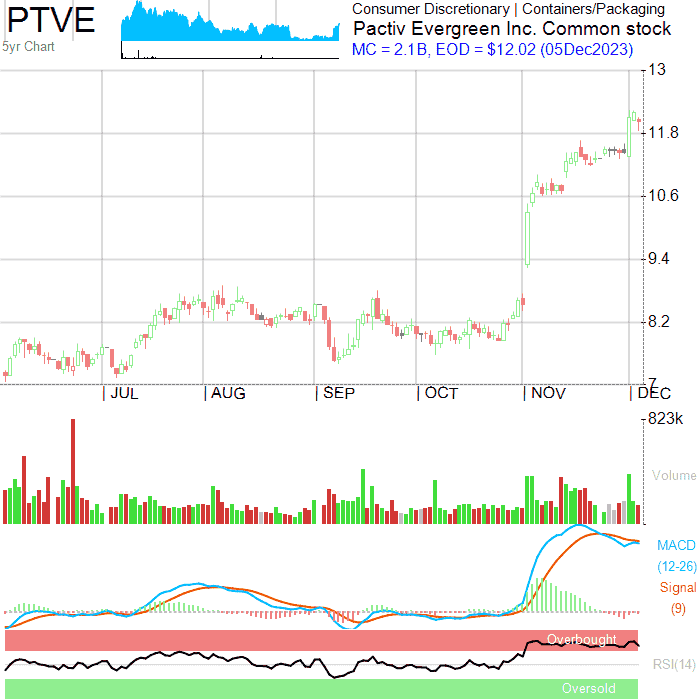 PTVE
5yr Chart
Consumer Discretionary | Containers/Packaging
Pactiv Evergreen Inc. Common stock
MC = 2.1B, EOD = $12.02 (05Dec2023)
13
11.8
10.6
9.4
8.2
7
| JUL | AUG | SEP | OCT | NOV | DEC
823k
Volume
MACD
(12-26)
Signal
(9)
Overbought
RSI(14)
Oversold